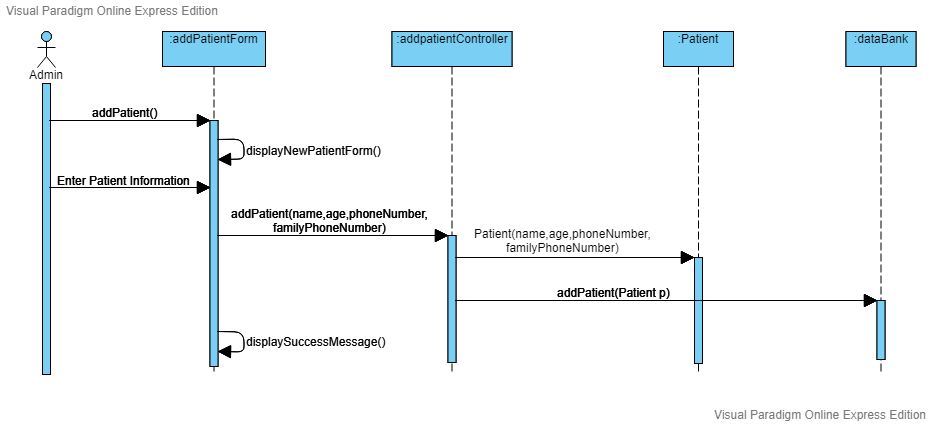 Visual Paradigm Online Express Edition
:addPatientForm
:addpatientController
:Patient
:dataBank
Admin
addPatient()
displayNewPatientForm()
Enter Patient Information
addPatient(name,age,phoneNumber,
familyPhoneNumber)
Patient(name,age,phoneNumber,
familyPhoneNumber)
addPatient(Patient p)
displaySuccessMessage()
Visual Paradigm Online Express Edition